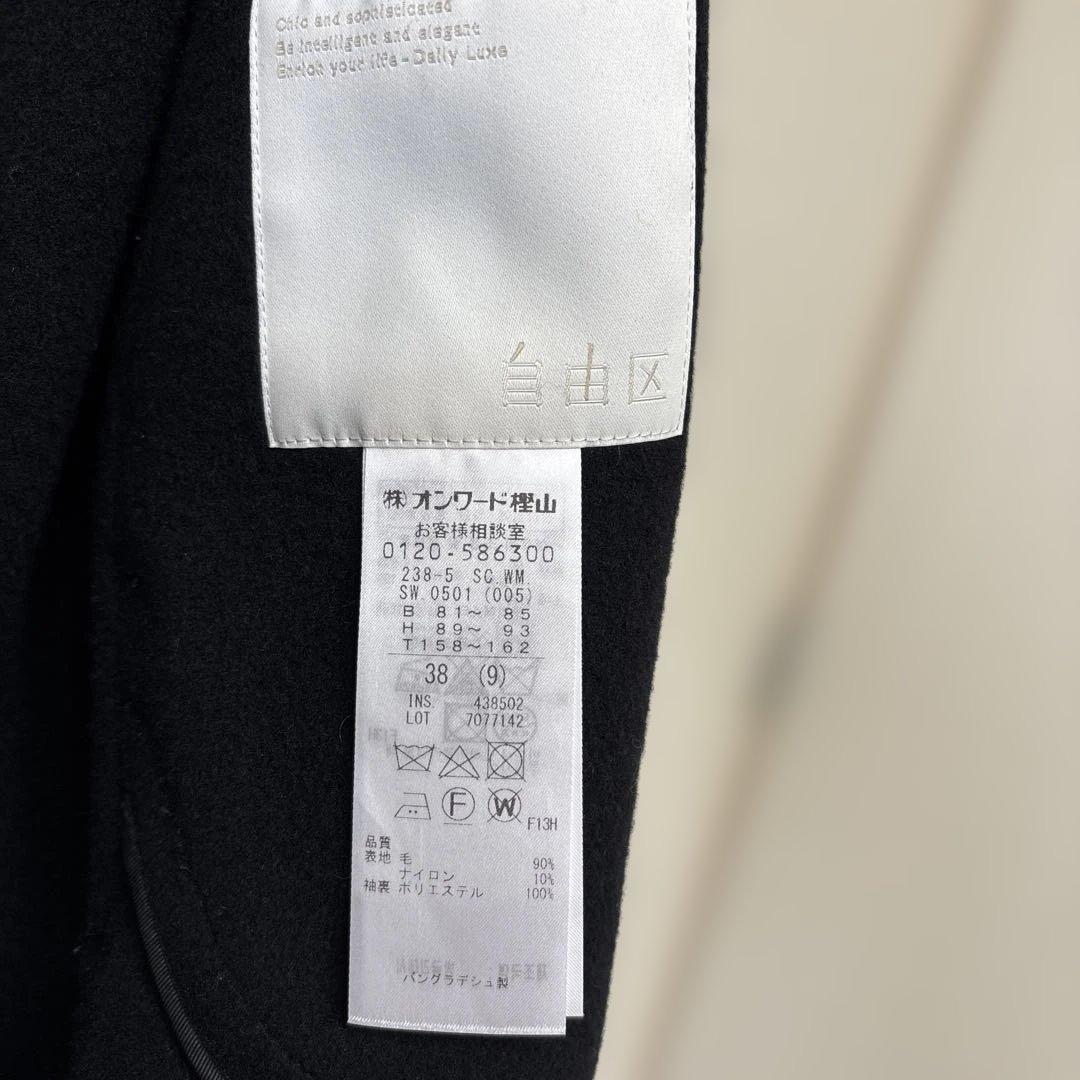 Chic and sophisticated
Be intelligent and elegant
Enrich your life - Daily Luxe
自由区
㈱オンワード樫山
お客様相談室
0120-586300
238-5 SC.WM.
SW.0501 (005)
B 81～ 85
H 89～ 93
T158～162
38 (9)
INS. 438502
LOT 7077142
F W F13H
品質
表地 毛 90%
ナイロン 10%
袖裏 ポリエステル 100%
バングラデシュ製